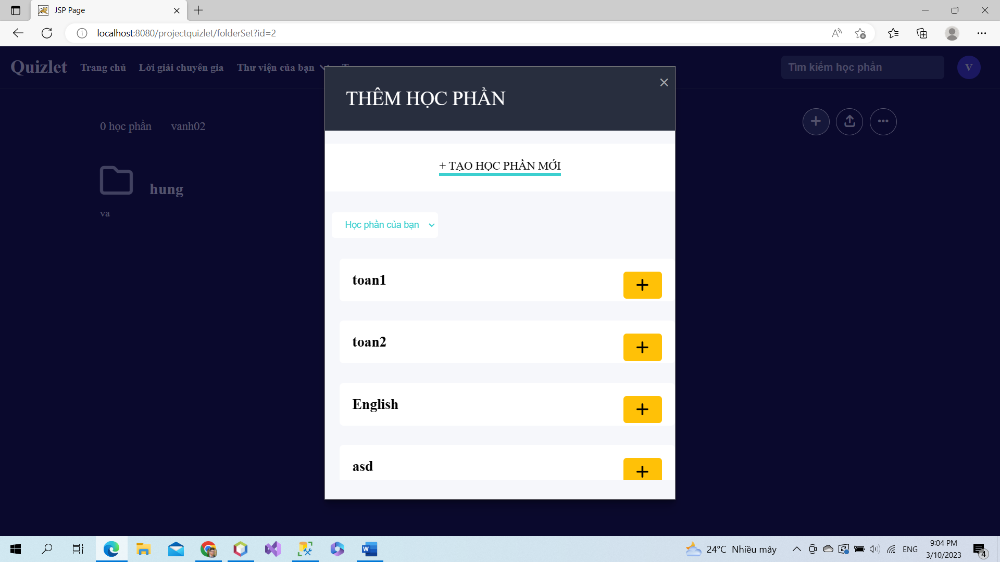 JSP Page
localhost:8080/projectquizlet/folderSet?id=2
Quizlet Trang chủ Lời giải chuyên gia Thư viện của bạn
Tìm kiếm học phần
V
THÊM HỌC PHẦN
0 học phần vanh02
+ TẠO HỌC PHẦN MỚI
hung
va
Học phần của bạn
toan1
toan2
English
asd
24°C Nhiều mây
ENG
9:04 PM
3/10/2023
4